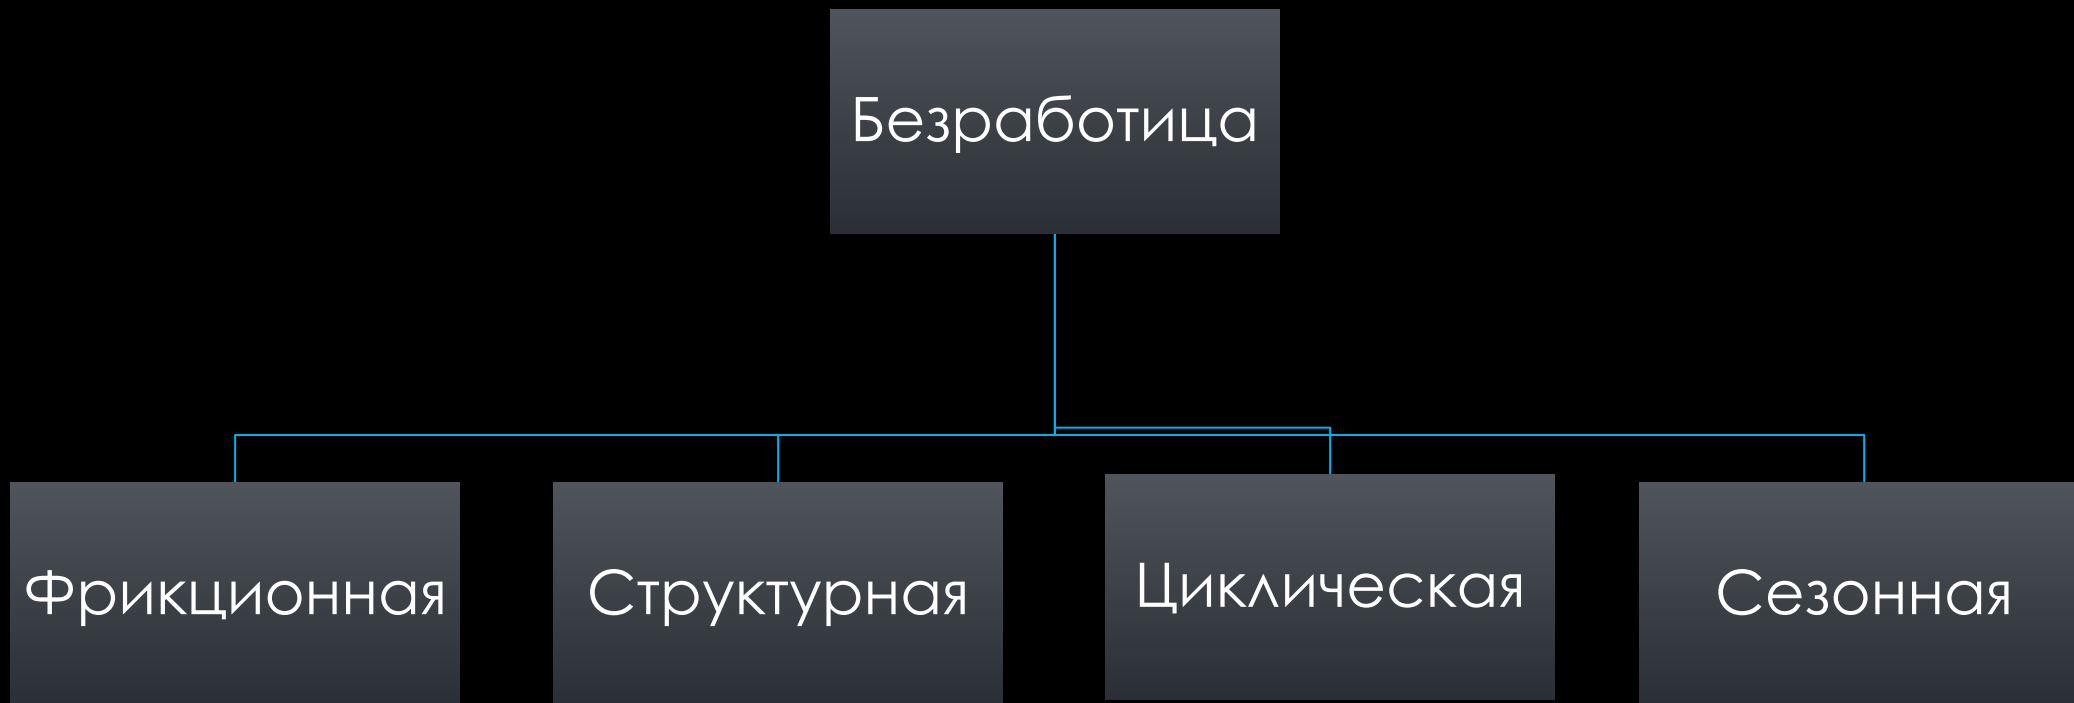 Безработица
Фрикционная
Структурная
Циклическая
Сезонная